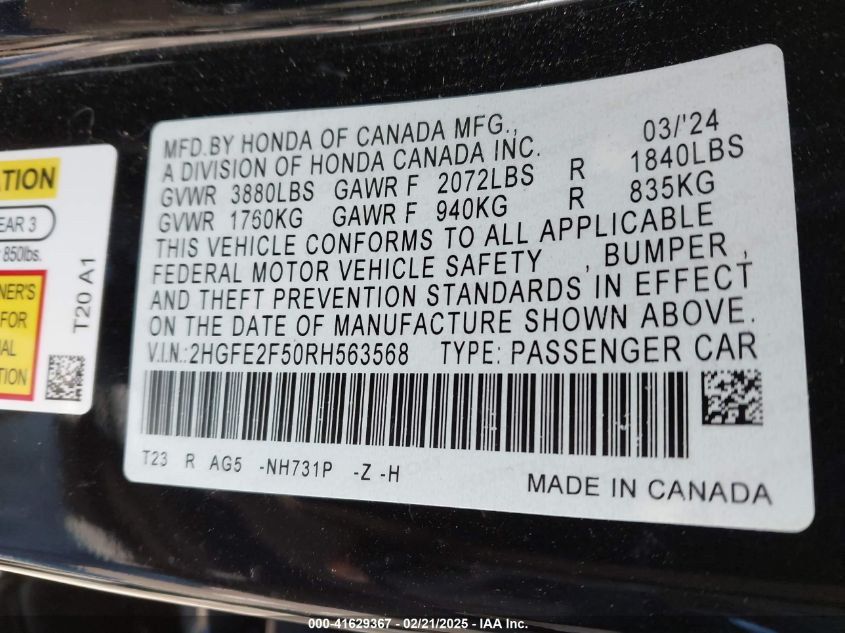 ATION
EAR 3
850lbs.
NER'S
FOR
AL
TION
T20 A1
MFD.BY HONDA OF CANADA MFG., 03/'24
A DIVISION OF HONDA CANADA INC.
GVWR 3880LBS GAWR F 2072LBS R 1840LBS
GVWR 1760KG GAWR F 940KG R 835KG
THIS VEHICLE CONFORMS TO ALL APPLICABLE
FEDERAL MOTOR VEHICLE SAFETY , BUMPER ,
AND THEFT PREVENTION STANDARDS IN EFFECT
ON THE DATE OF MANUFACTURE SHOWN ABOVE.
V.I.N.:2HGFE2F50RH563568 TYPE: PASSENGER CAR
T23 R AG5 -NH731P -Z -H
MADE IN CANADA
000-41629367 - 02/21/2025 - IAA Inc.